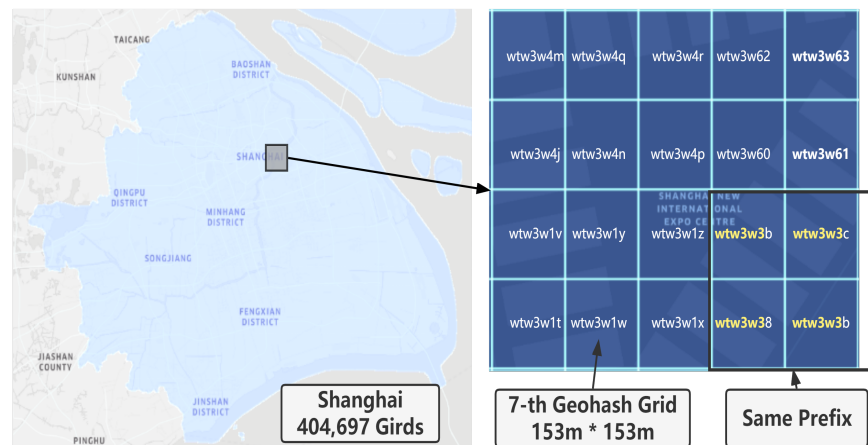 TAICANG
KUNSHAN
BAOSHAN
DISTRICT
SHANGHAI
QINGPU
DISTRICT
MINHANG
DISTRICT
SONGJIANG
FENGXIAN
DISTRICT
JIASHAN
COUNTY
JINSHAN
DISTRICT
PINGHU
Shanghai
404,697 Girds
wtw3w4m wtw3w4q wtw3w4r wtw3w62 wtw3w63
wtw3w4j wtw3w4n wtw3w4p wtw3w60 wtw3w61
SHANGHAI NEW
INTERNATIONAL
EXPO CENTRE
wtw3w1v wtw3w1y wtw3w1z wtw3w3b wtw3w3c
wtw3w1t wtw3w1w wtw3w1x wtw3w38 wtw3w3b
7-th Geohash Grid
153m * 153m
Same Prefix